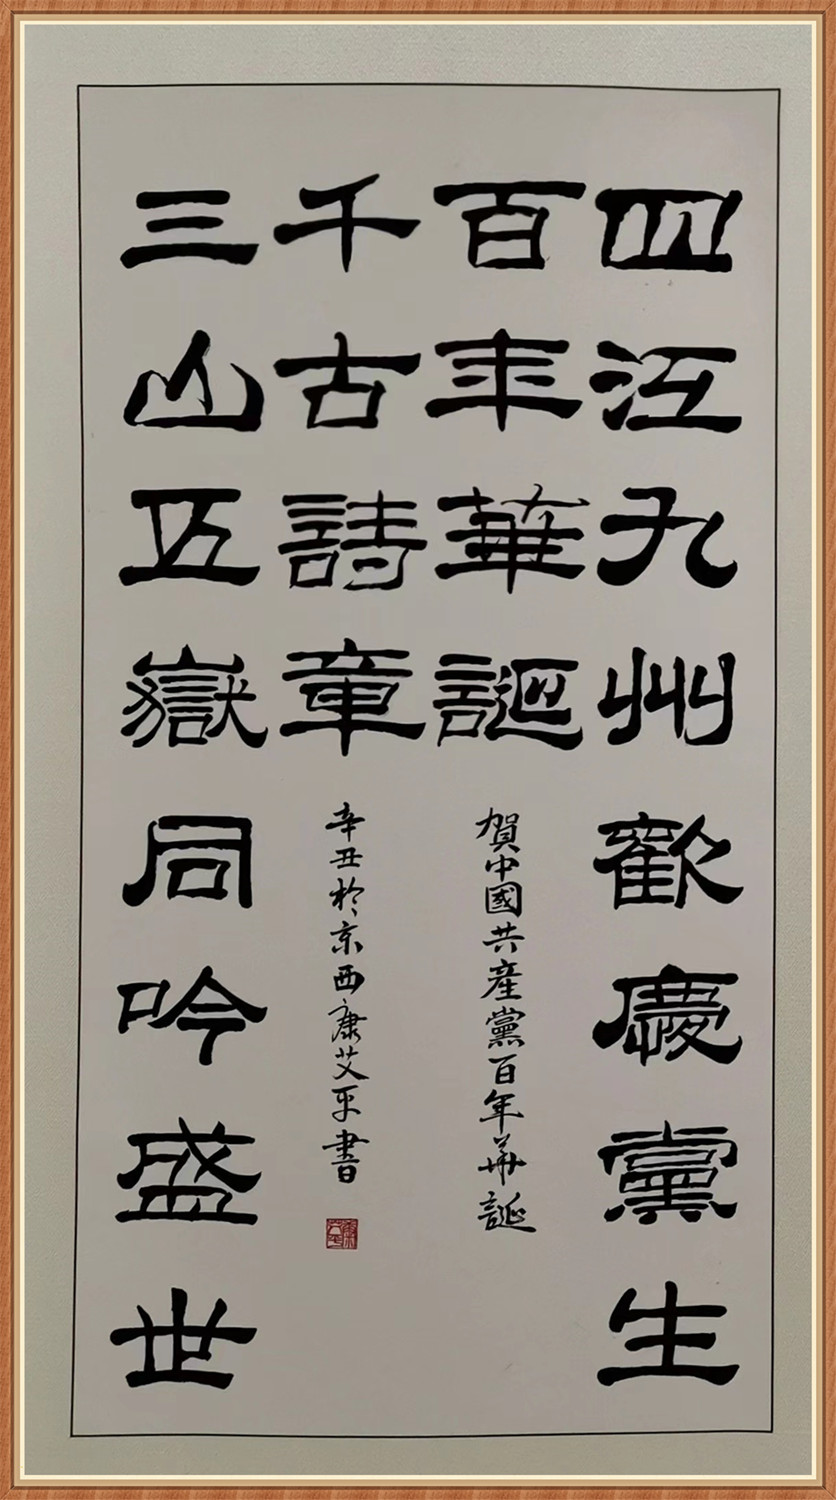 四江九州歡慶黨生
百年華誕
賀中國共産黨百年華誕
三山五嶽同吟盛世
千古詩章
辛丑於京西康艾平書